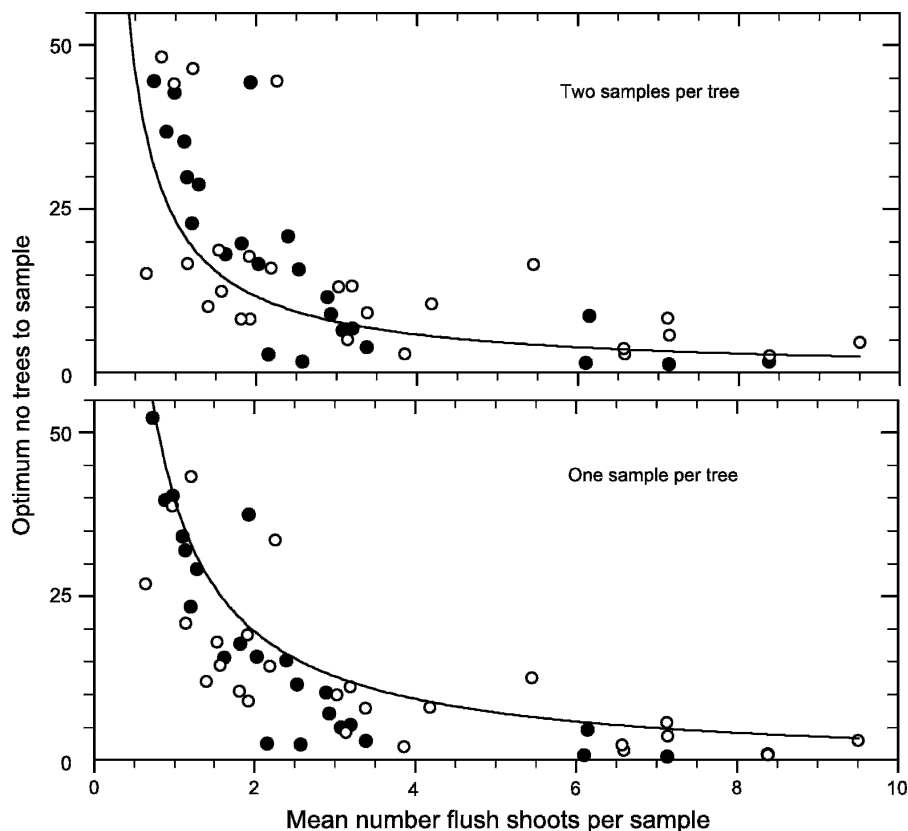 50
Two samples per tree
25
0
Optimum no trees to sample
50
One sample per tree
25
0
0 2 4 6 8 10
Mean number flush shoots per sample